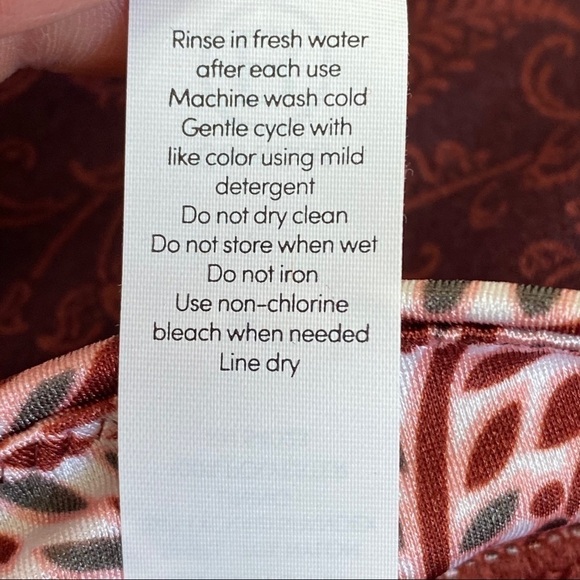 Rinse in fresh water
after each use
Machine wash cold
Gentle cycle with
like color using mild
detergent
Do not dry clean
Do not store when wet
Do not iron
Use non-chlorine
bleach when needed
Line dry